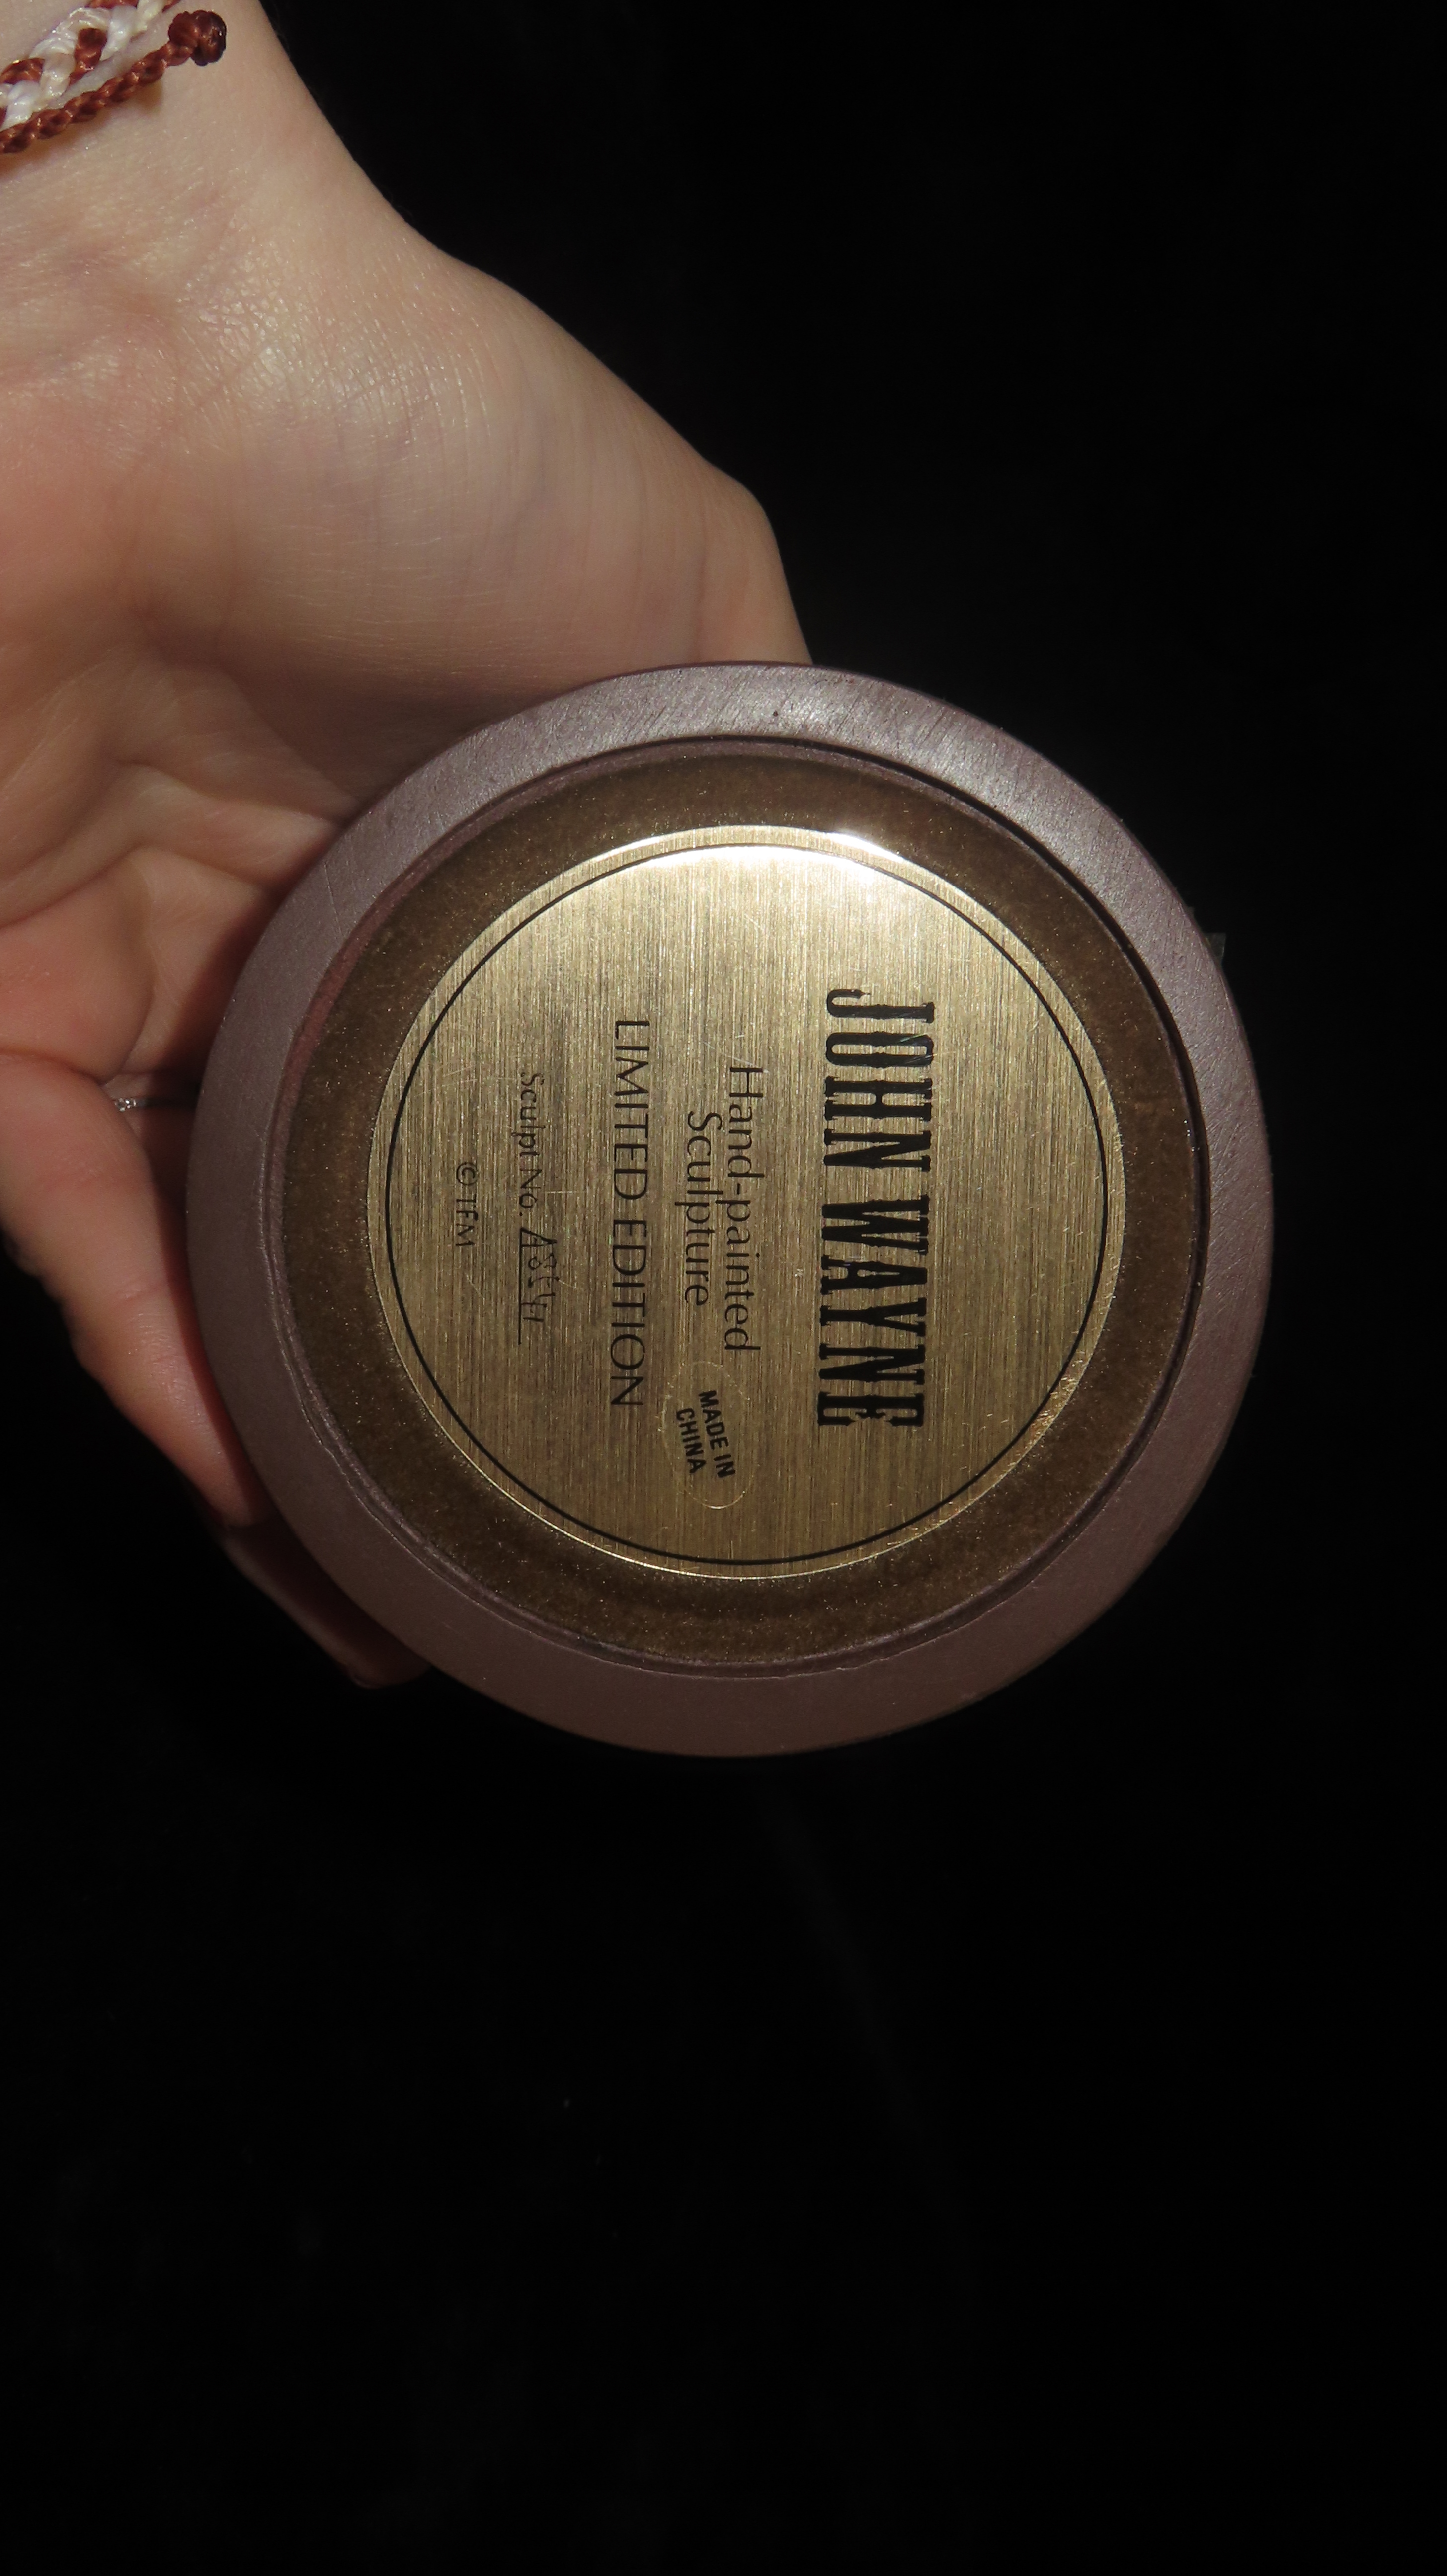 JOHN WAYNE
Hand-painted
Sculpture
MADE IN
CHINA
LIMITED EDITION
Sculpt No.
©TFM